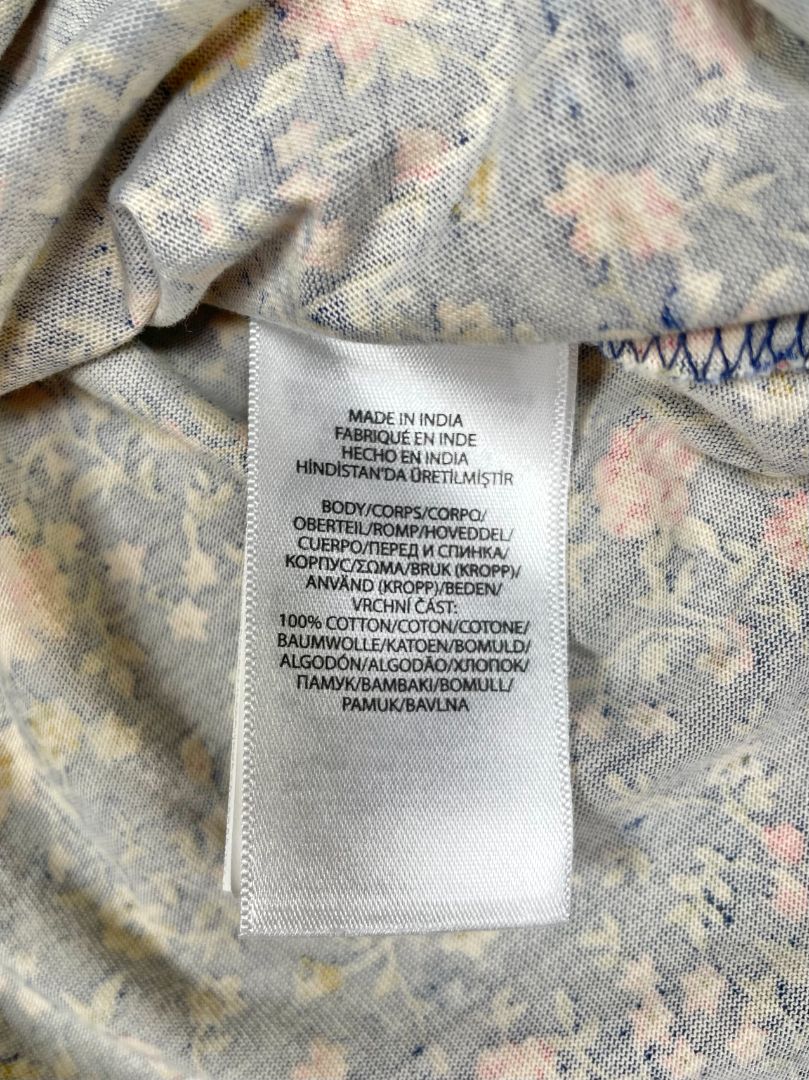 MADE IN INDIA
FABRIQUÉ EN INDE
HECHO EN INDIA
HİNDİSTAN'DA ÜRETİLMİŞTİR
BODY/CORPS/CORPO/
OBERTEIL/ROMP/HOVEDDEL/
CUERPO/ПЕРЕД И СПИНКА/
КОРПУС/ΣΩΜΑ/BRUK (KROPP)/
ANVÄND (KROPP)/BEDEN/
VRCHNÍ ČÁST:
100% COTTON/COTON/COTONE/
BAUMWOLLE/KATOEN/BOMULD/
ALGODÓN/ALGODÃO/ХЛОПОК/
ПАМУК/ΒΑΜΒΑΚΙ/BOMULL/
PAMUK/BAVLNA